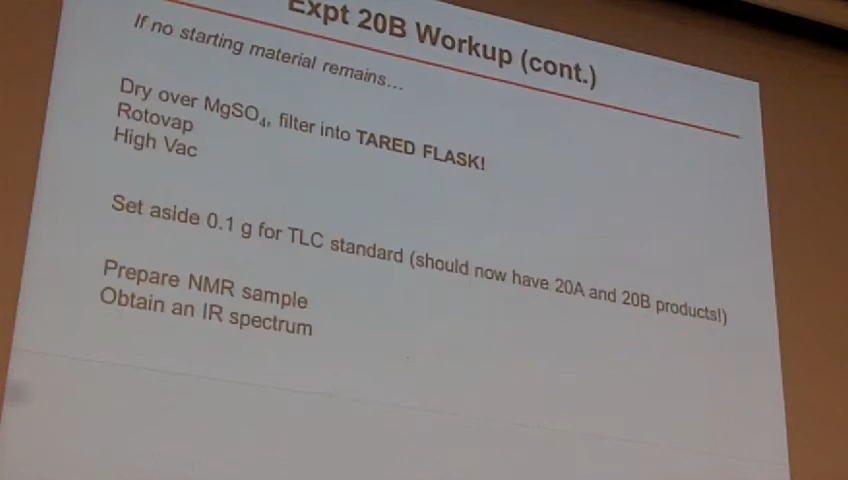 Expt 20B Workup (cont.)
If no starting material remains...
Dry over MgSO₄, filter into TARED FLASK!
Rotovap
High Vac
Set aside 0.1 g for TLC standard (should now have 20A and 20B products!)
Prepare NMR sample
Obtain an IR spectrum